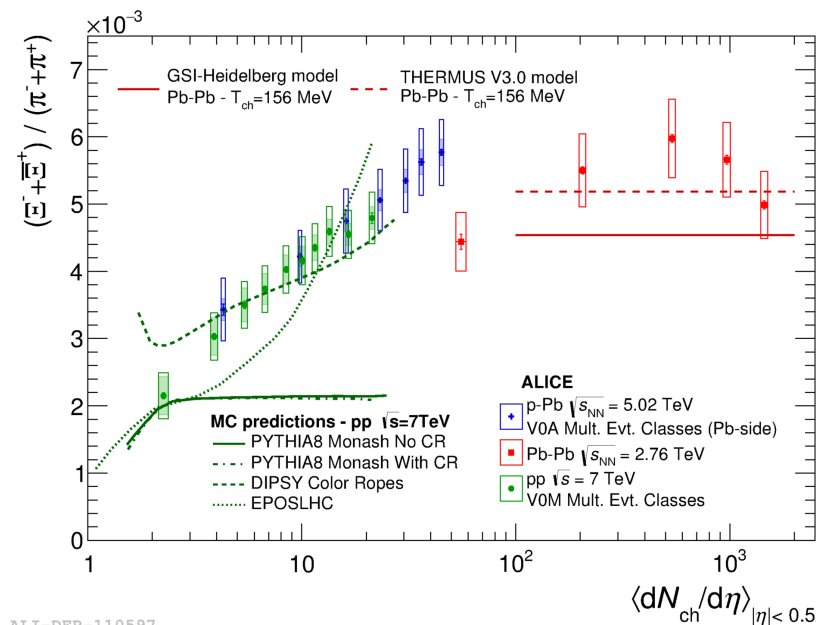 ×10⁻³
(Ξ⁻+Ξ̄⁺) / (π⁻+π⁺)
7
6
5
4
3
2
1
0
GSI-Heidelberg model
Pb-Pb - T_ch=156 MeV
THERMUS V3.0 model
Pb-Pb - T_ch=156 MeV
MC predictions - pp √s=7TeV
PYTHIA8 Monash No CR
PYTHIA8 Monash With CR
DIPSY Color Ropes
EPOSLHC
ALICE
p-Pb √s_NN = 5.02 TeV
V0A Mult. Evt. Classes (Pb-side)
Pb-Pb √s_NN = 2.76 TeV
pp √s = 7 TeV
V0M Mult. Evt. Classes
1 10 10² 10³
⟨dN_ch/dη⟩_|η|< 0.5
ALI-DER-110597